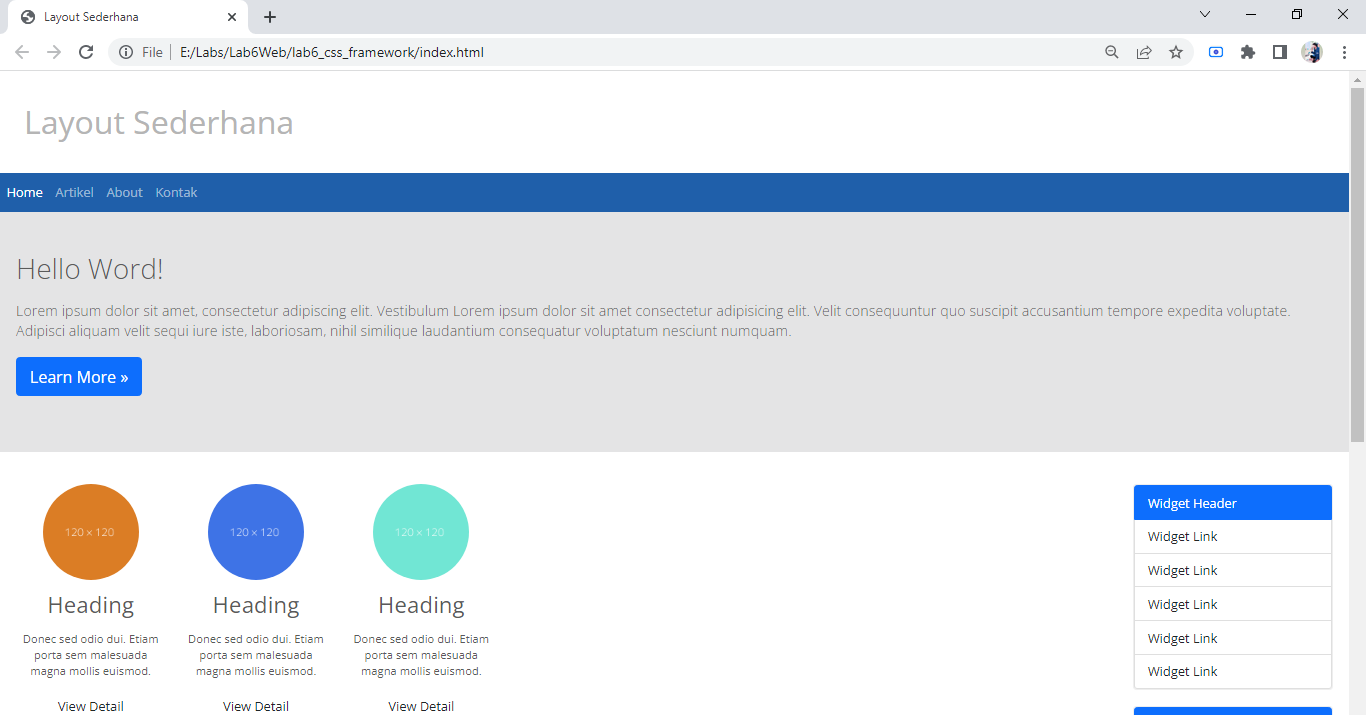 Layout Sederhana
File
E:/Labs/Lab6Web/lab6_css_framework/index.html
Layout Sederhana
Home Artikel About Kontak
Hello Word!
Lorem ipsum dolor sit amet, consectetur adipiscing elit. Vestibulum Lorem ipsum dolor sit amet consectetur adipisicing elit. Velit consequuntur quo suscipit accusantium tempore expedita voluptate.
Adipisci aliquam velit sequi iure iste, laboriosam, nihil similique laudantium consequatur voluptatum nesciunt numquam.
Learn More »
120 × 120
Heading
Donec sed odio dui. Etiam
porta sem malesuada
magna mollis euismod.
View Detail
120 × 120
Heading
Donec sed odio dui. Etiam
porta sem malesuada
magna mollis euismod.
View Detail
120 × 120
Heading
Donec sed odio dui. Etiam
porta sem malesuada
magna mollis euismod.
View Detail
Widget Header
Widget Link
Widget Link
Widget Link
Widget Link
Widget Link